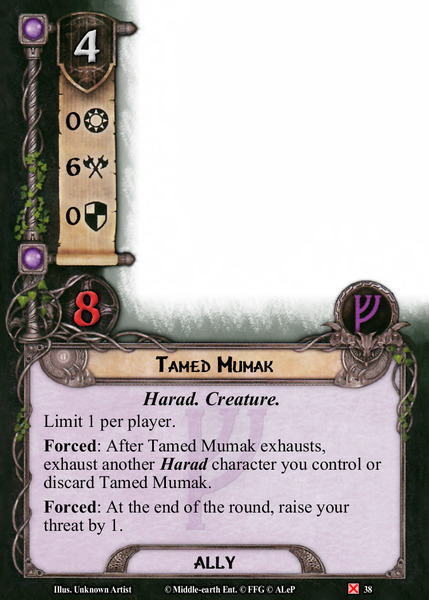 4
0
6
0
8
Tamed Mumak
Harad. Creature.
Limit 1 per player.
Forced: After Tamed Mumak exhausts,
exhaust another Harad character you control or
discard Tamed Mumak.
Forced: At the end of the round, raise your
threat by 1.
ALLY
Illus. Unknown Artist © Middle-earth Ent. © FFG © ALeP 38